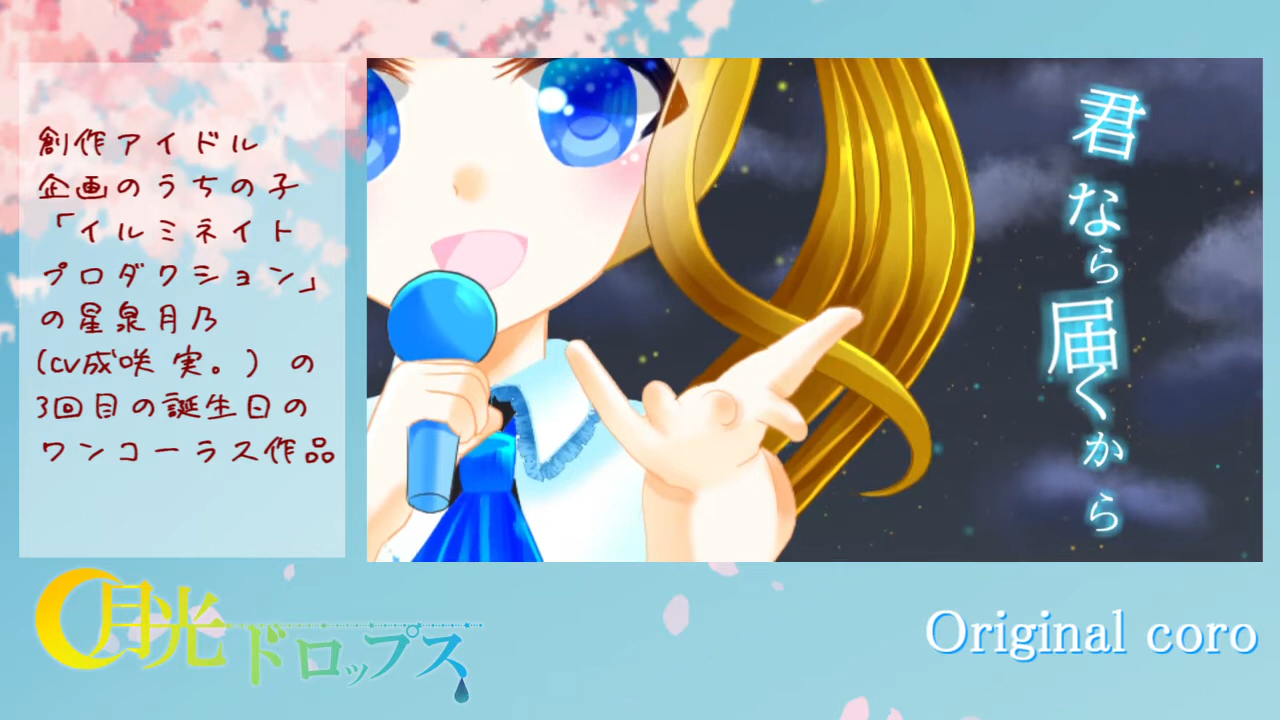 創作アイドル
企画のうちの子
「イルミネイト
プロダクション」
の星泉月乃
(cv成咲 実。) の
3回目の誕生日の
ワンコーラス作品
君なら届くから
月光ドロップス
Original coro